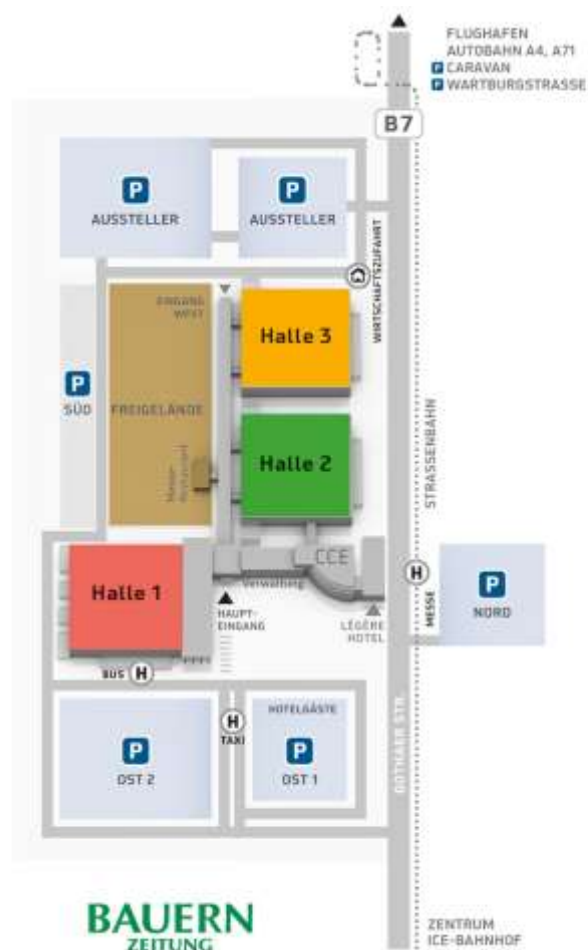 FLUGHAFEN
AUTOBAHN A4, A71
P CARAVAN
P WARTBURGSTRASSE
B7
P
AUSSTELLER
P
AUSSTELLER
WIRTSCHAFTSZUFAHRT
EINGANG
WEST
Halle 3
P
SÜD
FREIGELÄNDE
STRASSENBAHN
Halle 2
Messe
Restaurant
CCE
Verwaltung
Halle 1
HAUPT-
EINGANG
LÉGÈRE
HOTEL
H
MESSE
P
NORD
BUS H
H
TAXI
HOTELGÄSTE
P
OST 2
P
OST 1
GOTHAER STR.
BAUERN
ZEITUNG
ZENTRUM
ICE-BAHNHOF